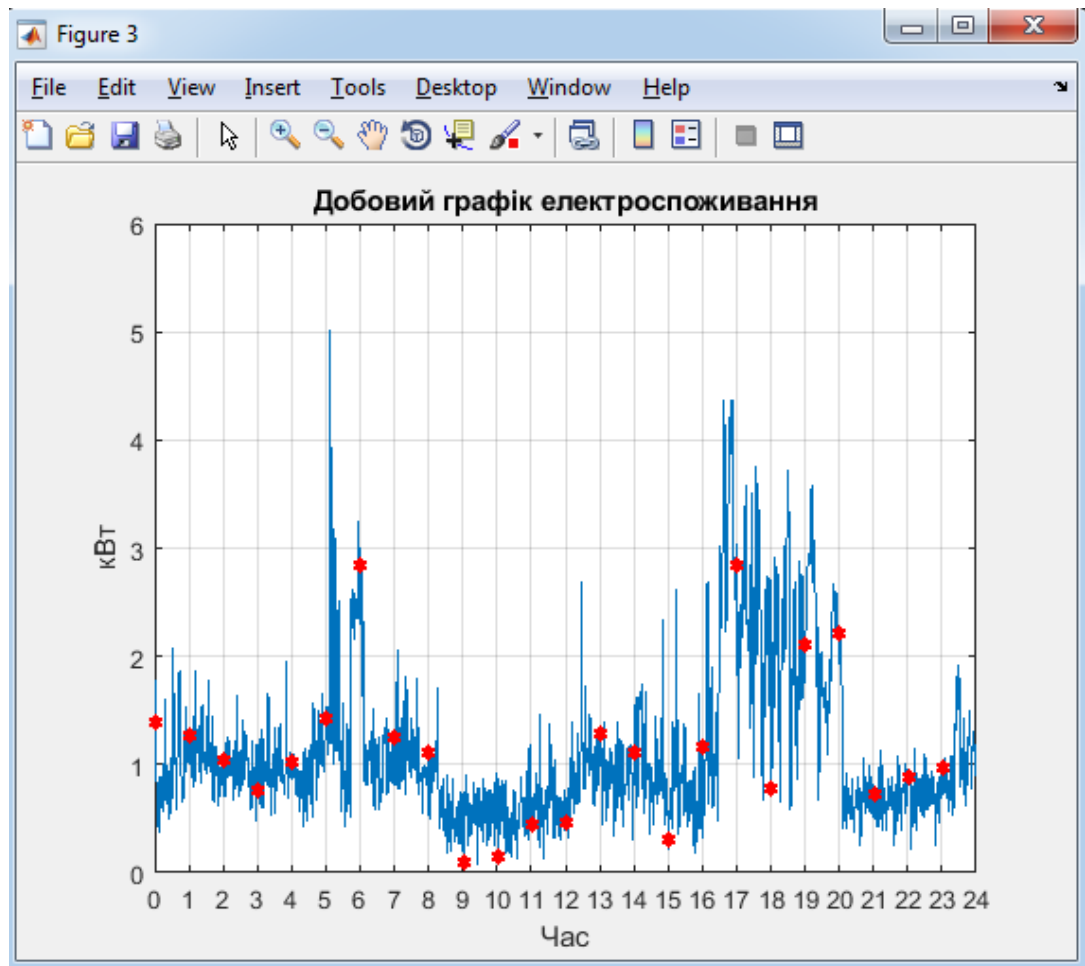 Figure 3
File Edit View Insert Tools Desktop Window Help
Добовий графік електроспоживання
6
5
4
3
2
1
0
кВт
0 1 2 3 4 5 6 7 8 9 10 11 12 13 14 15 16 17 18 19 20 21 22 23 24
Час